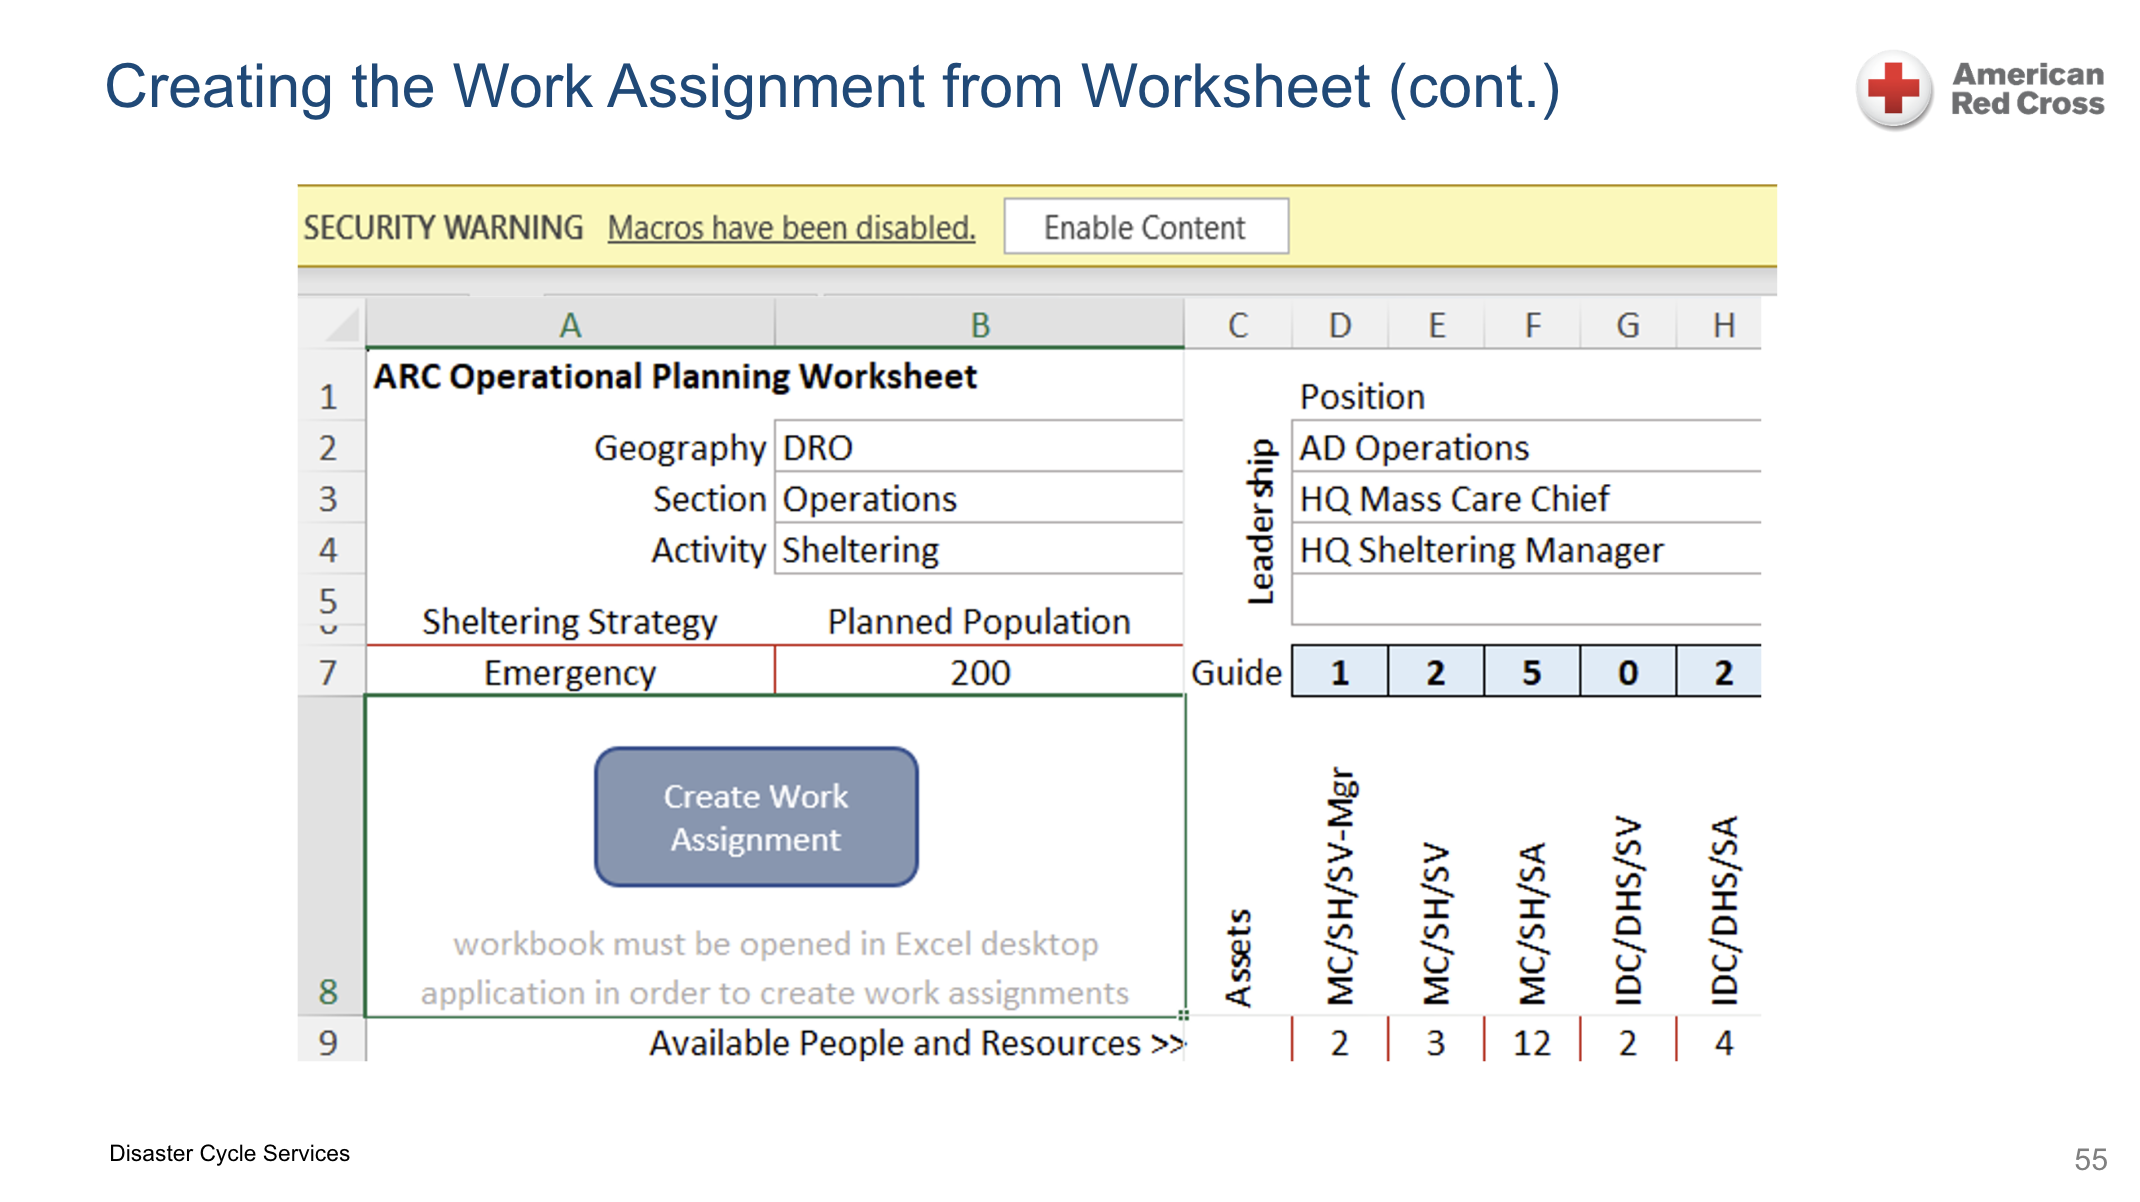 Creating the Work Assignment from Worksheet (cont.)
American
Red Cross
SECURITY WARNING Macros have been disabled. Enable Content
A B C D E F G H
1 ARC Operational Planning Worksheet Position
2 Geography DRO AD Operations
3 Section Operations HQ Mass Care Chief
4 Activity Sheltering HQ Sheltering Manager
Leadership
5 Sheltering Strategy Planned Population
7 Emergency 200 Guide 1 2 5 0 2
Create Work
Assignment
workbook must be opened in Excel desktop
application in order to create work assignments
8 Assets MC/SH/SV-Mgr MC/SH/SV MC/SH/SA IDC/DHS/SV IDC/DHS/SA
9 Available People and Resources >> 2 3 12 2 4
Disaster Cycle Services
55